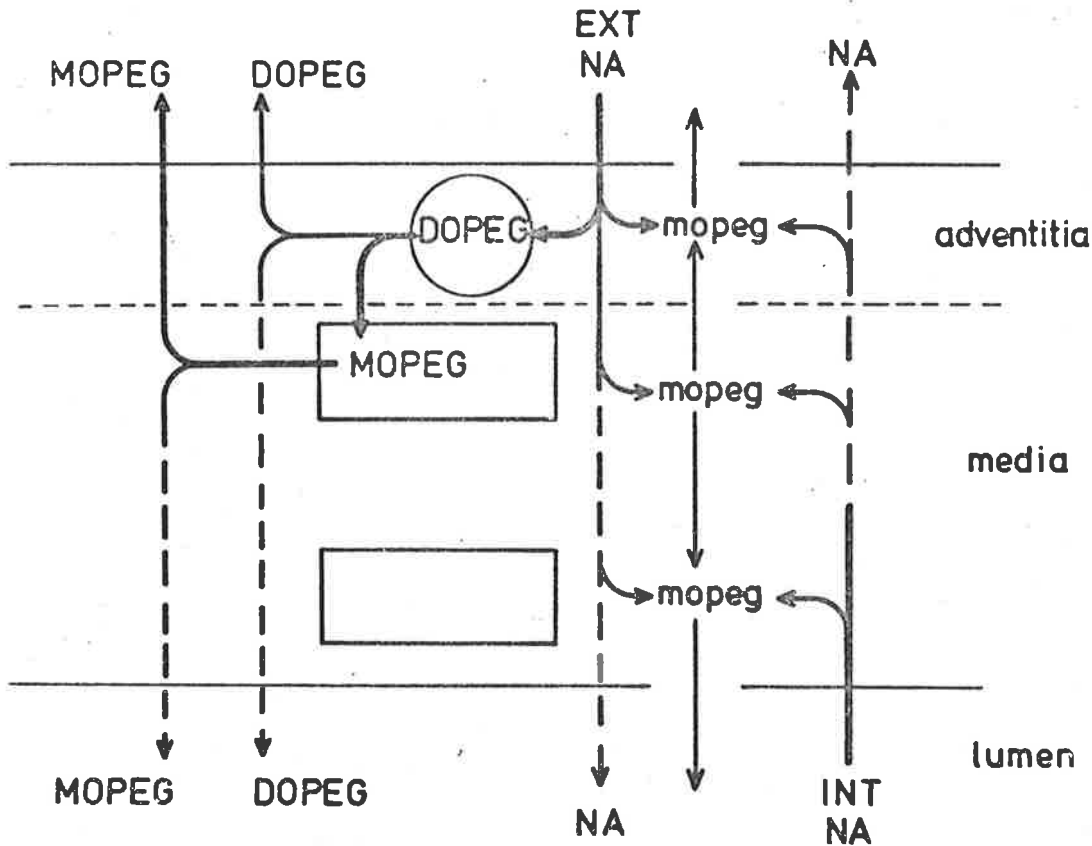 EXT
MOPEG DOPEG NA NA
DOPEG mopeg adventitia
MOPEG mopeg
media
mopeg
lumen
MOPEG DOPEG NA INT
NA